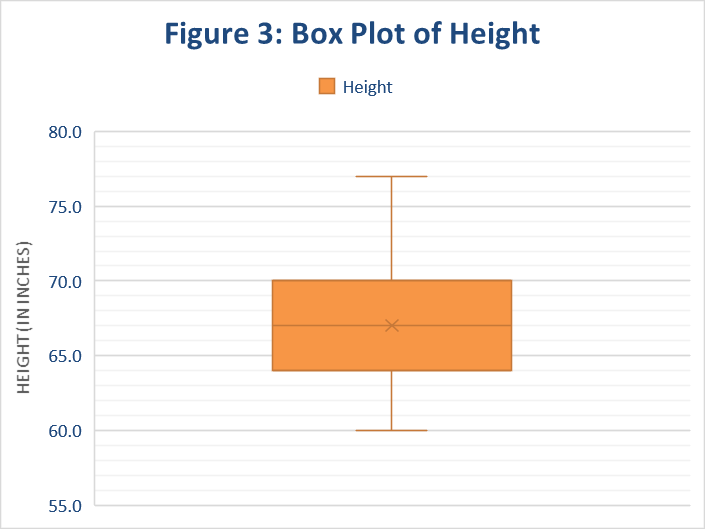 Figure 3: Box Plot of Height
Height
80.0
75.0
70.0
65.0
60.0
55.0
HEIGHT (IN INCHES)